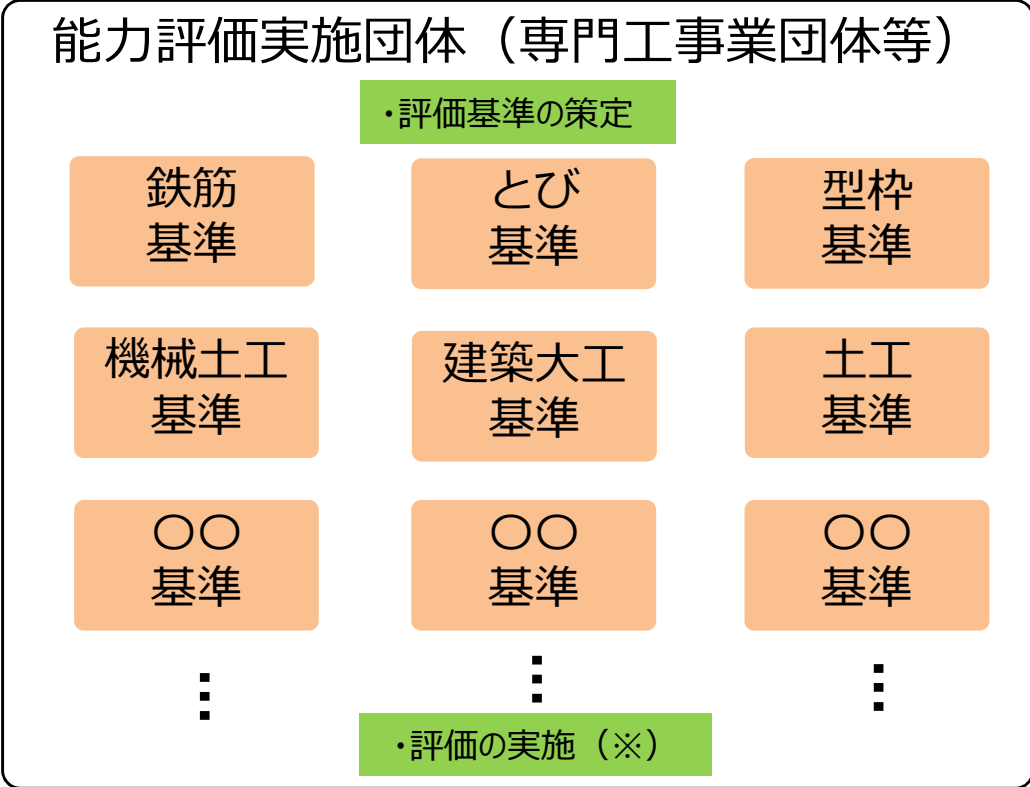 能力評価実施団体（専門工事業団体等）
・評価基準の策定
鉄筋
基準
とび
基準
型枠
基準
機械土工
基準
建築大工
基準
土工
基準
〇〇
基準
〇〇
基準
〇〇
基準
・評価の実施（※）